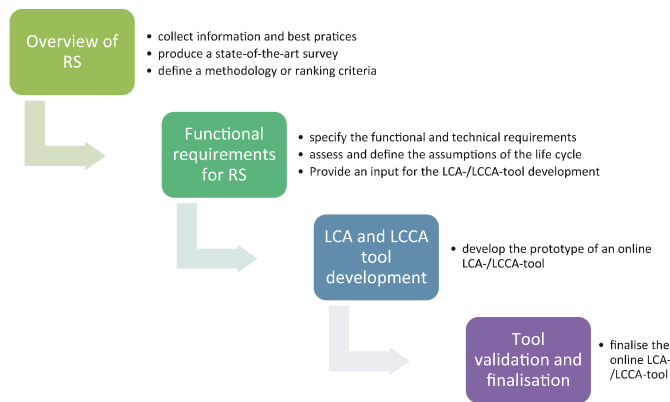 Overview of
RS
• collect information and best pratices
• produce a state-of-the-art survey
• define a methodology or ranking criteria
Functional
requirements
for RS
• specify the functional and technical requirements
• assess and define the assumptions of the life cycle
• Provide an input for the LCA-/LCCA-tool development
LCA and LCCA
tool
development
• develop the prototype of an online
LCA-/LCCA-tool
Tool
validation and
finalisation
• finalise the
online LCA-
/LCCA-tool